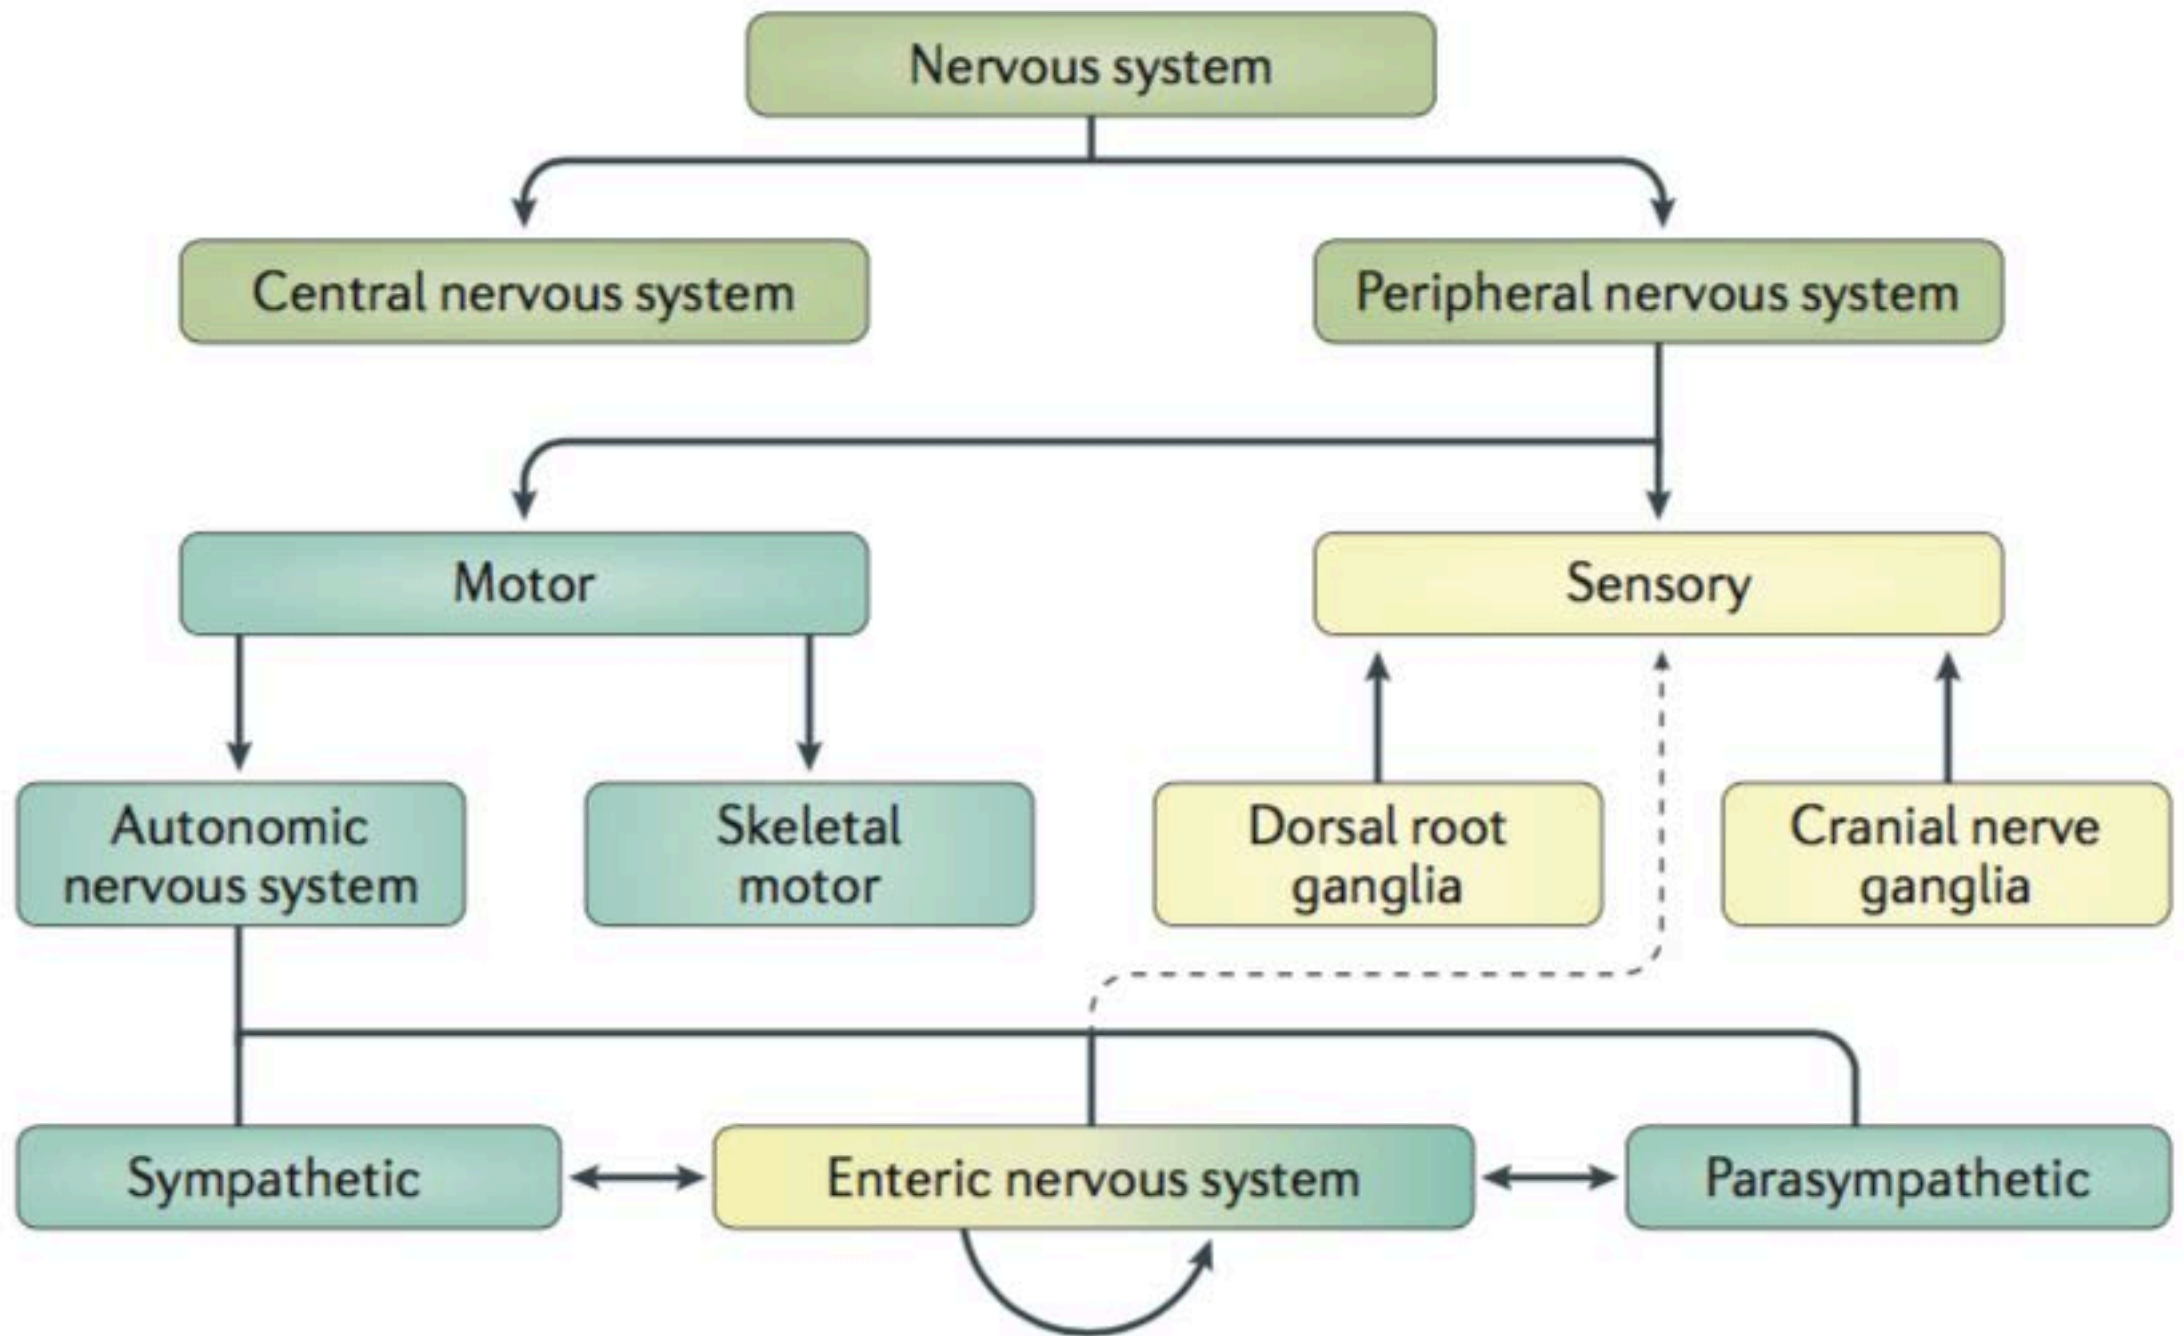 Nervous system
Central nervous system
Peripheral nervous system
Motor
Sensory
Autonomic
nervous system
Skeletal
motor
Dorsal root
ganglia
Cranial nerve
ganglia
Sympathetic
Enteric nervous system
Parasympathetic